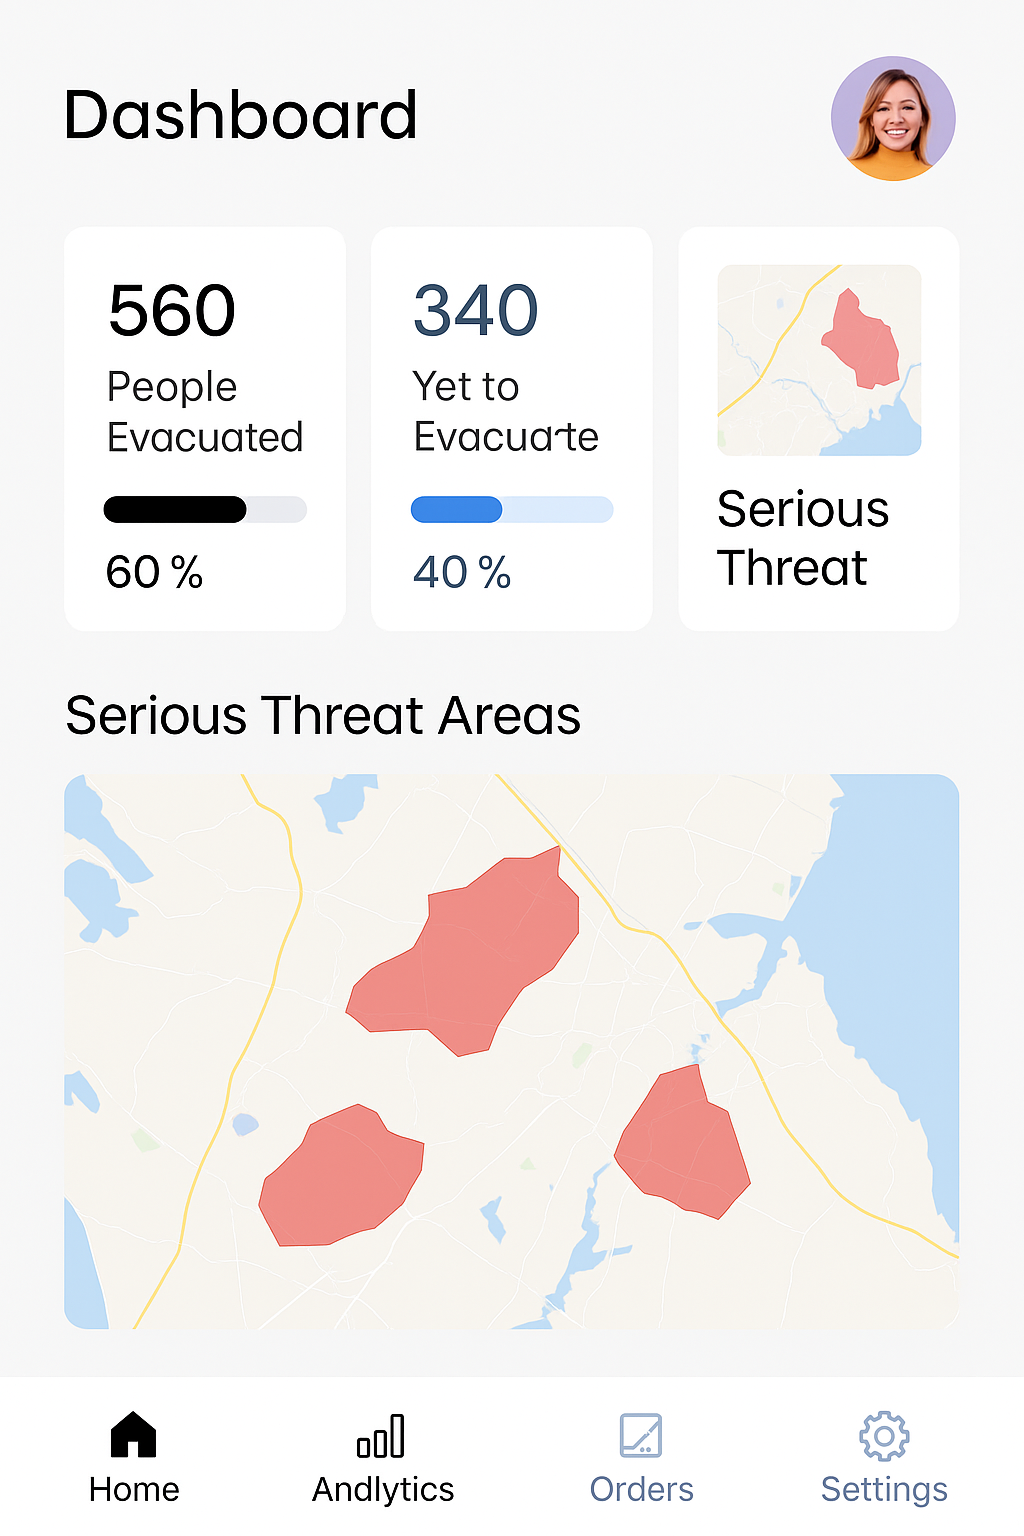 Dashboard
560
People
Evacuated
60 %
340
Yet to
Evacuate
40 %
Serious
Threat
Serious Threat Areas
Home
Andlytics
Orders
Settings